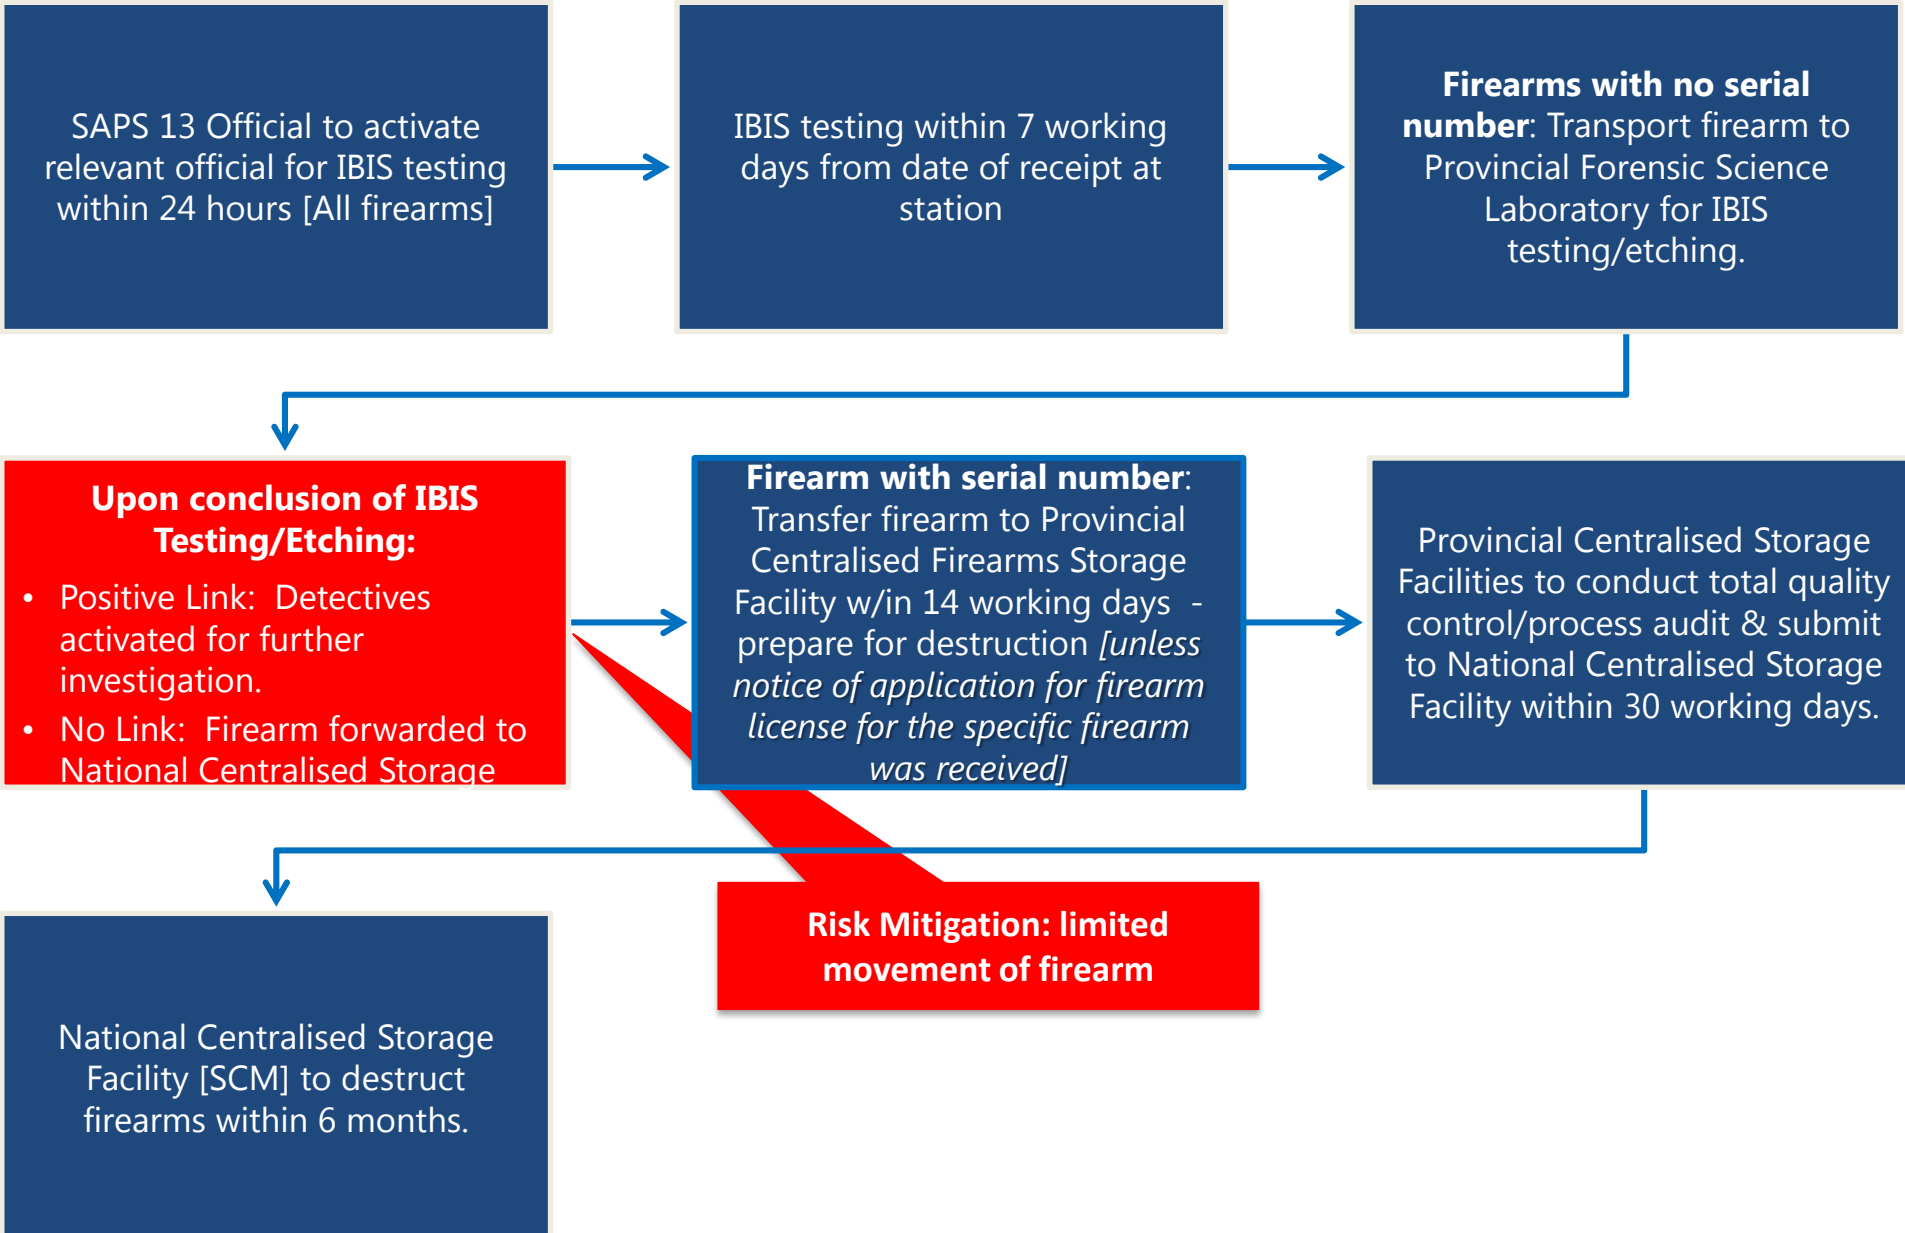 SAPS 13 Official to activate
relevant official for IBIS testing
within 24 hours [All firearms]
IBIS testing within 7 working
days from date of receipt at
station
Firearms with no serial
number: Transport firearm to
Provincial Forensic Science
Laboratory for IBIS
testing/etching.
Upon conclusion of IBIS
Testing/Etching:
• Positive Link: Detectives
activated for further
investigation.
• No Link: Firearm forwarded to
National Centralised Storage
Firearm with serial number:
Transfer firearm to Provincial
Centralised Firearms Storage
Facility w/in 14 working days -
prepare for destruction [unless
notice of application for firearm
license for the specific firearm
was received]
Provincial Centralised Storage
Facilities to conduct total quality
control/process audit & submit
to National Centralised Storage
Facility within 30 working days.
Risk Mitigation: limited
movement of firearm
National Centralised Storage
Facility [SCM] to destruct
firearms within 6 months.